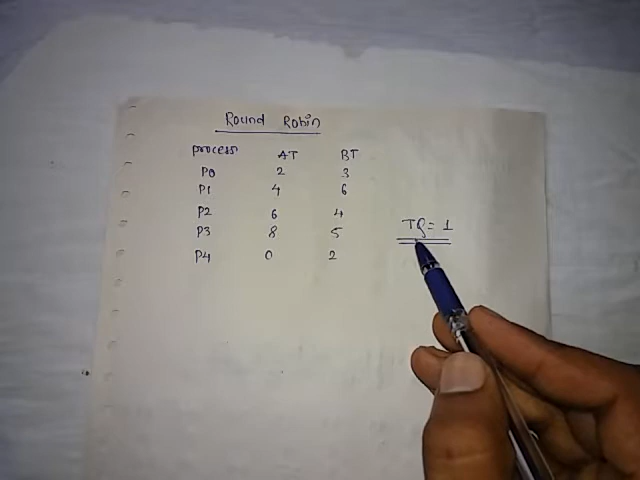 Round Robin
process AT BT
P0 2 3
P1 4 6
P2 6 4
TQ = 1
P3 8 5
P4 0 2